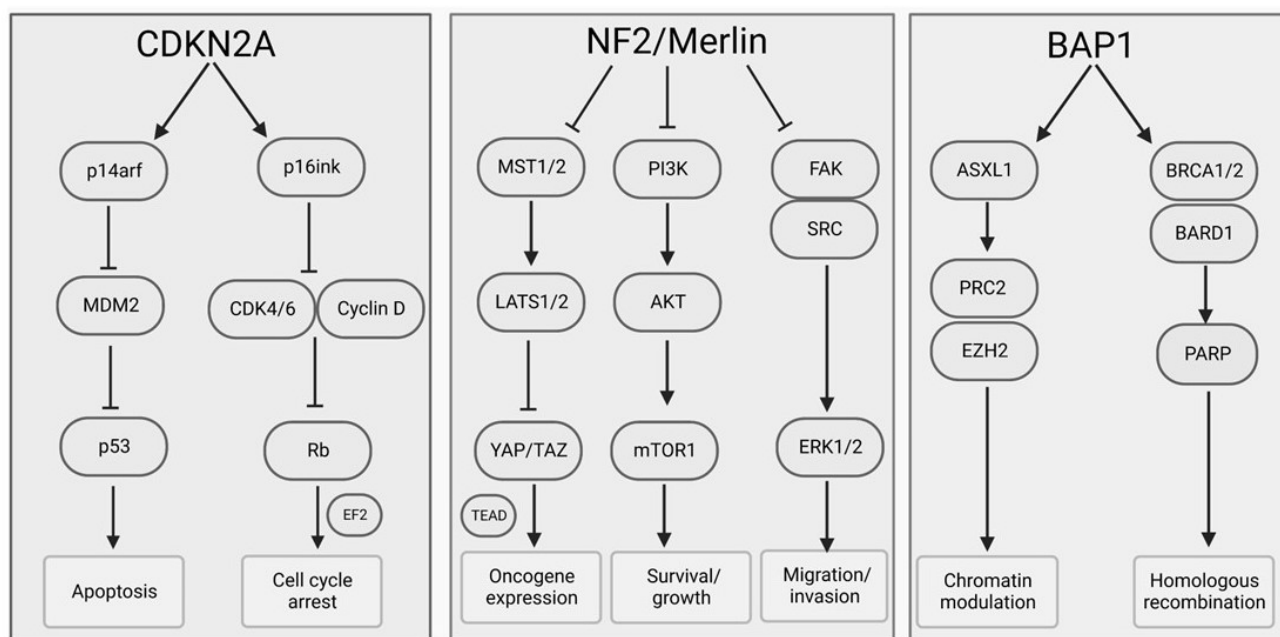 CDKN2A
p14arf
p16ink
MDM2
CDK4/6
Cyclin D
p53
Rb
EF2
Apoptosis
Cell cycle
arrest
NF2/Merlin
MST1/2
PI3K
FAK
SRC
LATS1/2
AKT
YAP/TAZ
mTOR1
ERK1/2
TEAD
Oncogene
expression
Survival/
growth
Migration/
invasion
BAP1
ASXL1
BRCA1/2
BARD1
PRC2
EZH2
PARP
Chromatin
modulation
Homologous
recombination